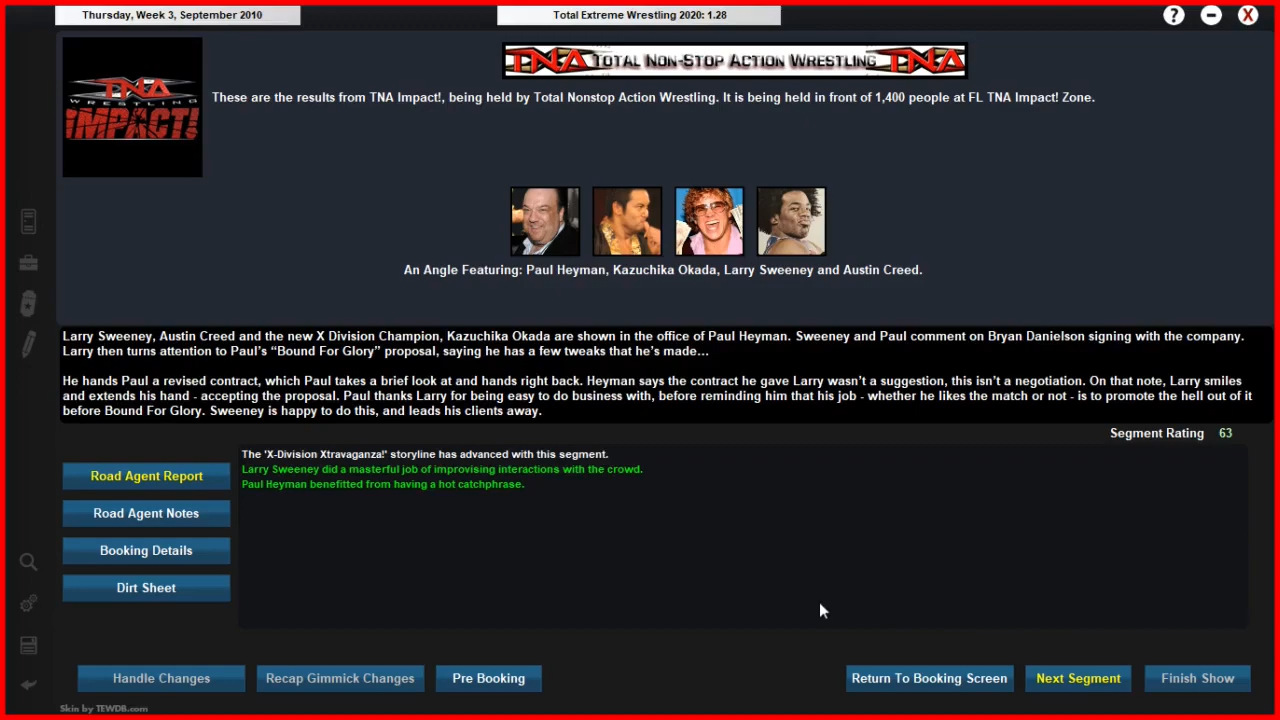 Thursday, Week 3, September 2010
Total Extreme Wrestling 2020: 1.28
?
X
TNA TOTAL NON-STOP ACTION WRESTLING TNA
TNA
WRESTLING
iMPACT!
These are the results from TNA Impact!, being held by Total Nonstop Action Wrestling. It is being held in front of 1,400 people at FL TNA Impact! Zone.
An Angle Featuring: Paul Heyman, Kazuchika Okada, Larry Sweeney and Austin Creed.
Larry Sweeney, Austin Creed and the new X Division Champion, Kazuchika Okada are shown in the office of Paul Heyman. Sweeney and Paul comment on Bryan Danielson signing with the company.
Larry then turns attention to Paul's “Bound For Glory” proposal, saying he has a few tweaks that he's made…
He hands Paul a revised contract, which Paul takes a brief look at and hands right back. Heyman says the contract he gave Larry wasn't a suggestion, this isn't a negotiation. On that note, Larry smiles
and extends his hand - accepting the proposal. Paul thanks Larry for being easy to do business with, before reminding him that his job - whether he likes the match or not - is to promote the hell out of it
before Bound For Glory. Sweeney is happy to do this, and leads his clients away.
Segment Rating 63
The 'X-Division Xtravaganza!' storyline has advanced with this segment.
Larry Sweeney did a masterful job of improvising interactions with the crowd.
Paul Heyman benefitted from having a hot catchphrase.
Road Agent Report
Road Agent Notes
Booking Details
Dirt Sheet
Handle Changes
Recap Gimmick Changes
Pre Booking
Return To Booking Screen
Next Segment
Finish Show
Skin by TEWDB.com